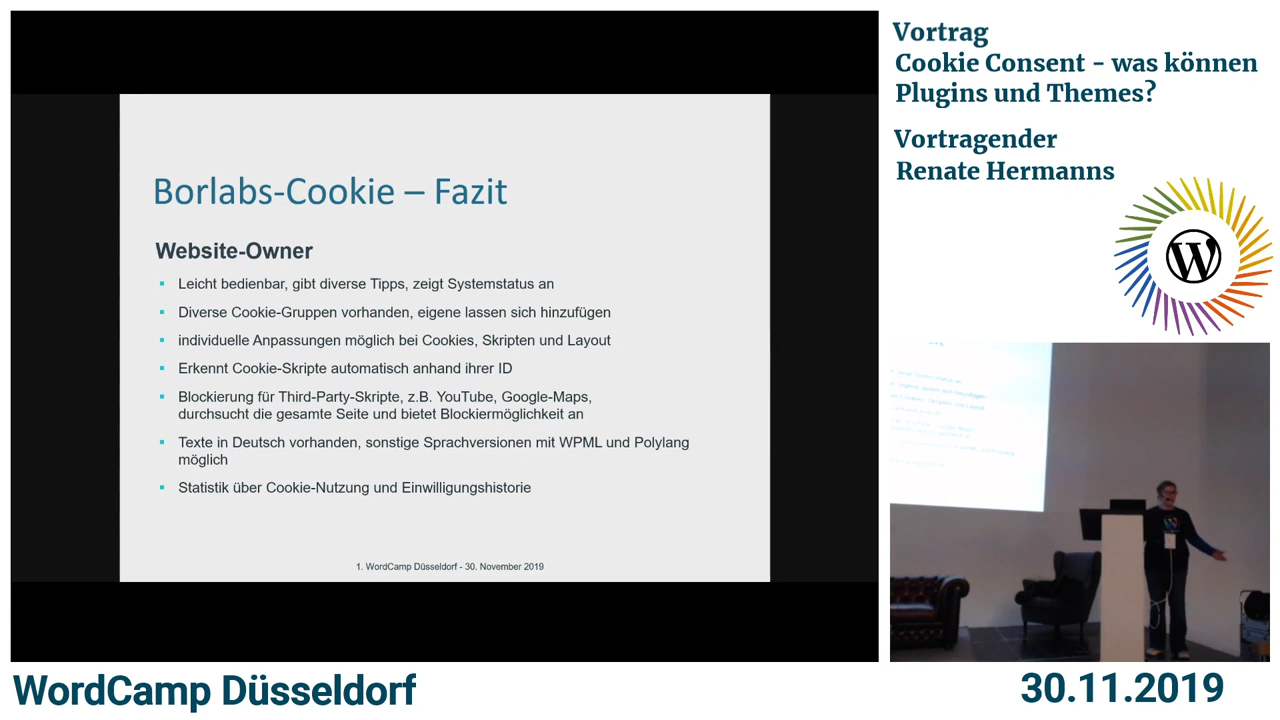 Borlabs-Cookie – Fazit
Website-Owner
Leicht bedienbar, gibt diverse Tipps, zeigt Systemstatus an
Diverse Cookie-Gruppen vorhanden, eigene lassen sich hinzufügen
individuelle Anpassungen möglich bei Cookies, Skripten und Layout
Erkennt Cookie-Skripte automatisch anhand ihrer ID
Blockierung für Third-Party-Skripte, z.B. YouTube, Google-Maps,
durchsucht die gesamte Seite und bietet Blockiermöglichkeit an
Texte in Deutsch vorhanden, sonstige Sprachversionen mit WPML und Polylang
möglich
Statistik über Cookie-Nutzung und Einwilligungshistorie
1. WordCamp Düsseldorf - 30. November 2019
Vortrag
Cookie Consent - was können
Plugins und Themes?
Vortragender
Renate Hermanns
WordCamp Düsseldorf
30.11.2019